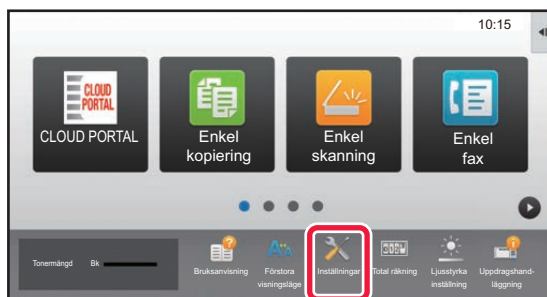 10:15
CLOUD
PORTAL
CLOUD PORTAL
Enkel
kopiering
Enkel
skanning
Enkel
fax
Tonermängd Bk
Bruksanvisning
Förstora
visningsläge
Inställningar
Total räkning
Ljusstyrka
inställning
Uppdragshand-
läggning